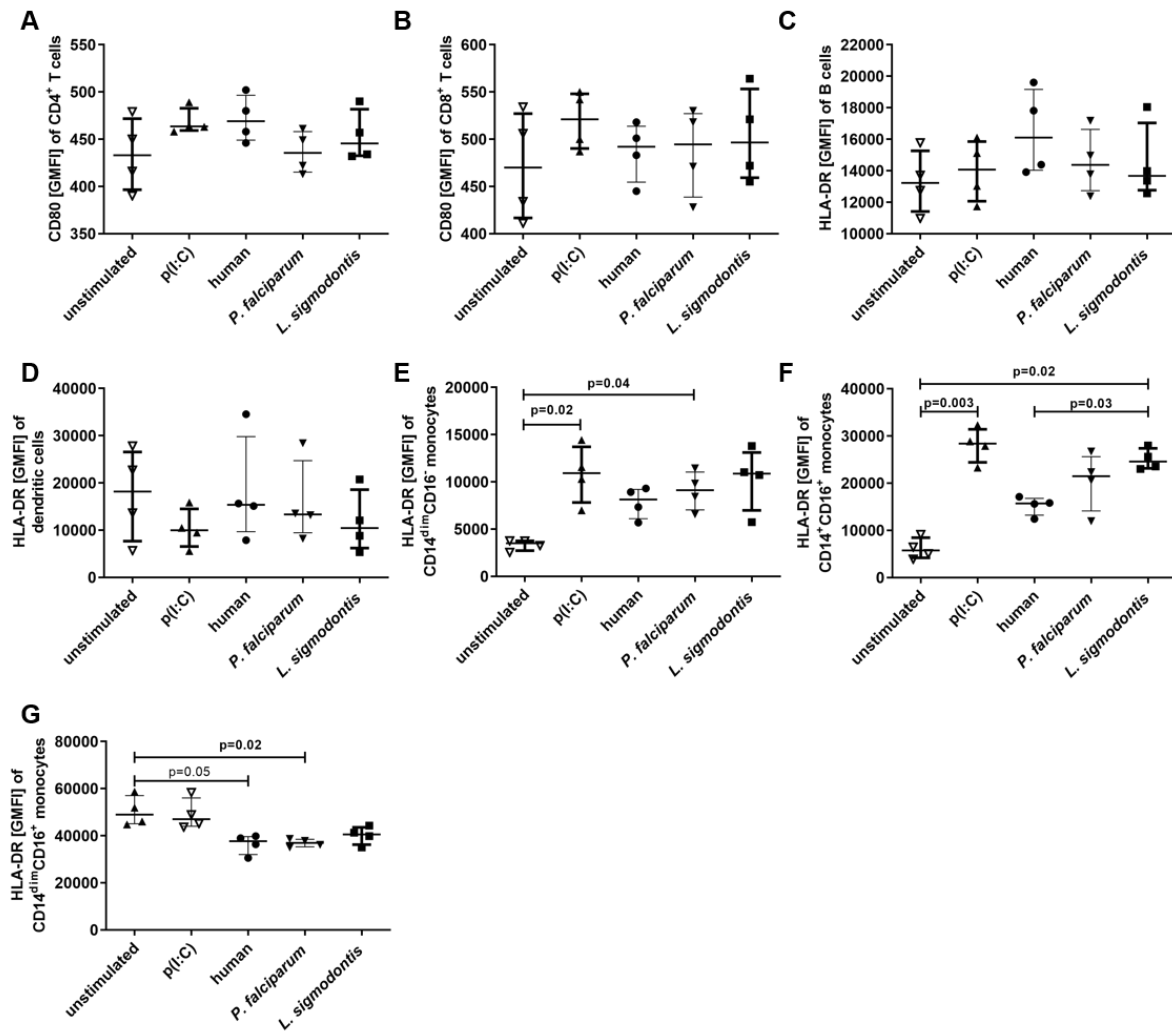 A
CD80 [GMFI] of CD4+ T cells
550
500
450
400
350
unstimulated
p(I:C)
human
P. falciparum
L. sigmodontis
B
CD80 [GMFI] of CD8+ T cells
600
550
500
450
400
unstimulated
p(I:C)
human
P. falciparum
L. sigmodontis
C
HLA-DR [GMFI] of B cells
22000
20000
18000
16000
14000
12000
10000
unstimulated
p(I:C)
human
P. falciparum
L. sigmodontis
D
HLA-DR [GMFI] of
dendritic cells
40000
30000
20000
10000
0
unstimulated
p(I:C)
human
P. falciparum
L. sigmodontis
E
HLA-DR [GMFI] of
CD14dimCD16- monocytes
20000
15000
10000
5000
0
p=0.04
p=0.02
unstimulated
p(I:C)
human
P. falciparum
L. sigmodontis
F
HLA-DR [GMFI] of
CD14+CD16+ monocytes
40000
30000
20000
10000
0
p=0.02
p=0.003
p=0.03
unstimulated
p(I:C)
human
P. falciparum
L. sigmodontis
G
HLA-DR [GMFI] of
CD14dimCD16+ monocytes
80000
60000
40000
20000
0
p=0.02
p=0.05
unstimulated
p(I:C)
human
P. falciparum
L. sigmodontis